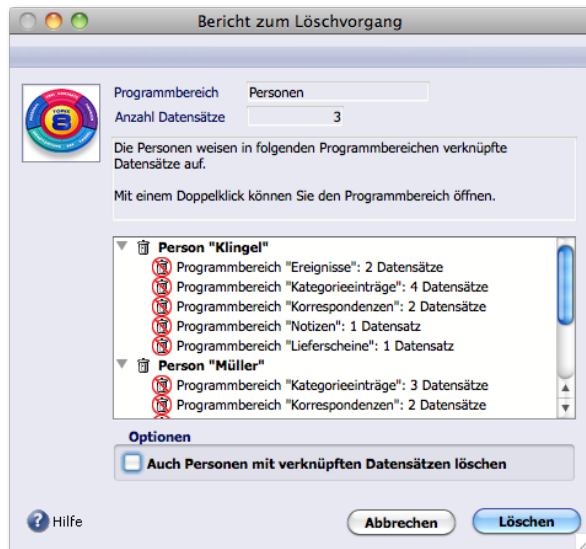 Bericht zum Löschvorgang
Programmbereich Personen
Anzahl Datensätze 3
TOPIX
8
Die Personen weisen in folgenden Programmbereichen verknüpfte
Datensätze auf.
Mit einem Doppelklick können Sie den Programmbereich öffnen.
Person "Klingel"
Programmbereich "Ereignisse": 2 Datensätze
Programmbereich "Kategorieeinträge": 4 Datensätze
Programmbereich "Korrespondenzen": 2 Datensätze
Programmbereich "Notizen": 1 Datensatz
Programmbereich "Lieferscheine": 1 Datensatz
Person "Müller"
Programmbereich "Kategorieeinträge": 3 Datensätze
Programmbereich "Korrespondenzen": 2 Datensätze
Optionen
Auch Personen mit verknüpften Datensätzen löschen
? Hilfe
Abbrechen
Löschen